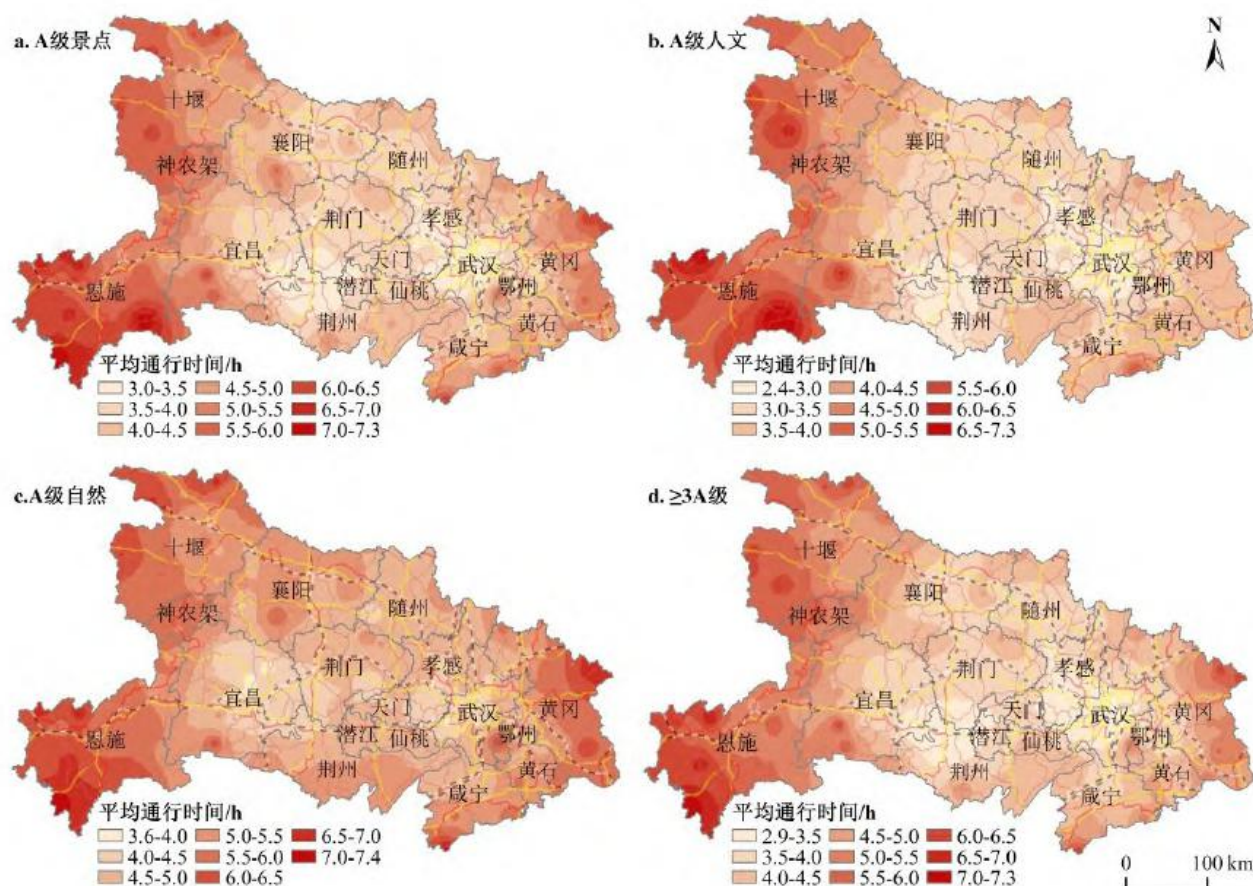 a. A级景点
十堰
神农架
襄阳
随州
荆门
孝感
宜昌
天门
武汉
黄冈
恩施
潜江
仙桃
鄂州
荆州
黄石
咸宁
平均通行时间/h
3.0-3.5 4.5-5.0 6.0-6.5
3.5-4.0 5.0-5.5 6.5-7.0
4.0-4.5 5.5-6.0 7.0-7.3
b. A级人文
N
十堰
神农架
襄阳
随州
荆门
孝感
宜昌
天门
武汉
黄冈
恩施
潜江
仙桃
鄂州
荆州
黄石
咸宁
平均通行时间/h
2.4-3.0 4.0-4.5 5.5-6.0
3.0-3.5 4.5-5.0 6.0-6.5
3.5-4.0 5.0-5.5 6.5-7.3
c.A级自然
十堰
神农架
襄阳
随州
荆门
孝感
宜昌
天门
武汉
黄冈
恩施
潜江
仙桃
鄂州
荆州
黄石
咸宁
平均通行时间/h
3.6-4.0 5.0-5.5 6.5-7.0
4.0-4.5 5.5-6.0 7.0-7.4
4.5-5.0 6.0-6.5
d. ≥3A级
十堰
神农架
襄阳
随州
荆门
孝感
宜昌
天门
武汉
黄冈
恩施
潜江
仙桃
鄂州
荆州
黄石
咸宁
平均通行时间/h
2.9-3.5 4.5-5.0 6.0-6.5
3.5-4.0 5.0-5.5 6.5-7.0
4.0-4.5 5.5-6.0 7.0-7.3
0 100 km